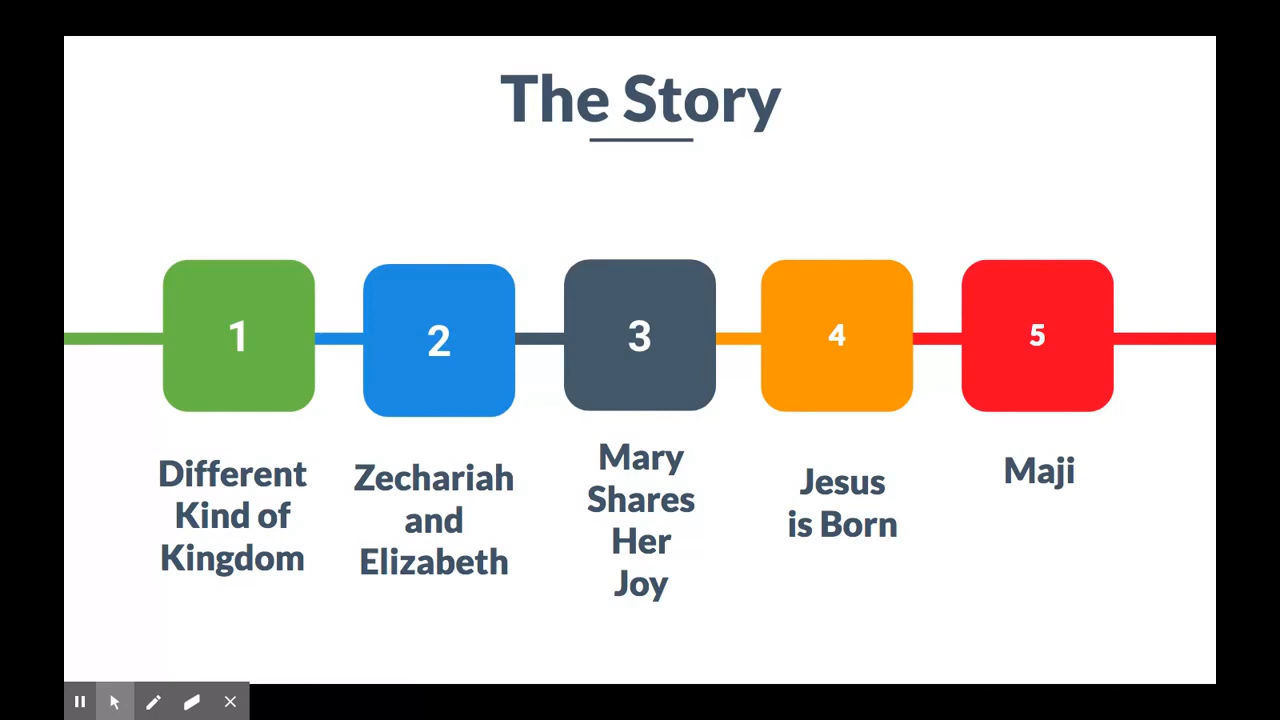 The Story
1
2
3
4
5
Different
Kind of
Kingdom
Zechariah
and
Elizabeth
Mary
Shares
Her
Joy
Jesus
is Born
Maji